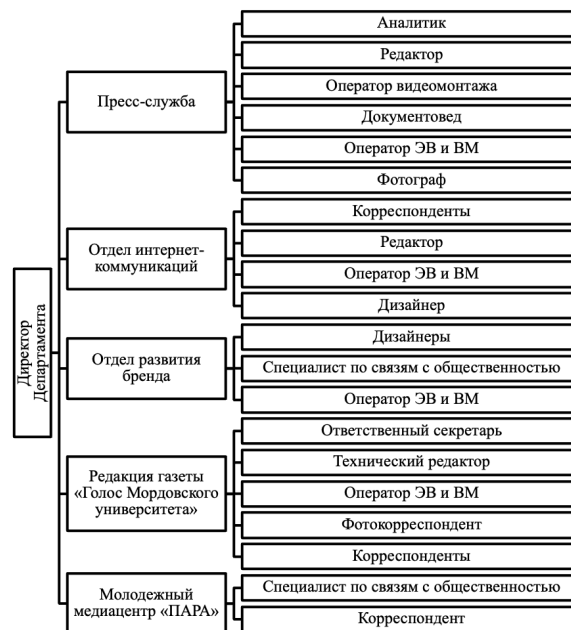 Директор
Департамента
Пресс-служба
Аналитик
Редактор
Оператор видеомонтажа
Документовед
Оператор ЭВ и ВМ
Фотограф
Отдел интернет-
коммуникаций
Корреспонденты
Редактор
Оператор ЭВ и ВМ
Дизайнер
Отдел развития
бренда
Дизайнеры
Специалист по связям с общественностью
Оператор ЭВ и ВМ
Редакция газеты
«Голос Мордовского
университета»
Ответственный секретарь
Технический редактор
Оператор ЭВ и ВМ
Фотокорреспондент
Корреспонденты
Молодежный
медиацентр «ПАРА»
Специалист по связям с общественностью
Корреспондент